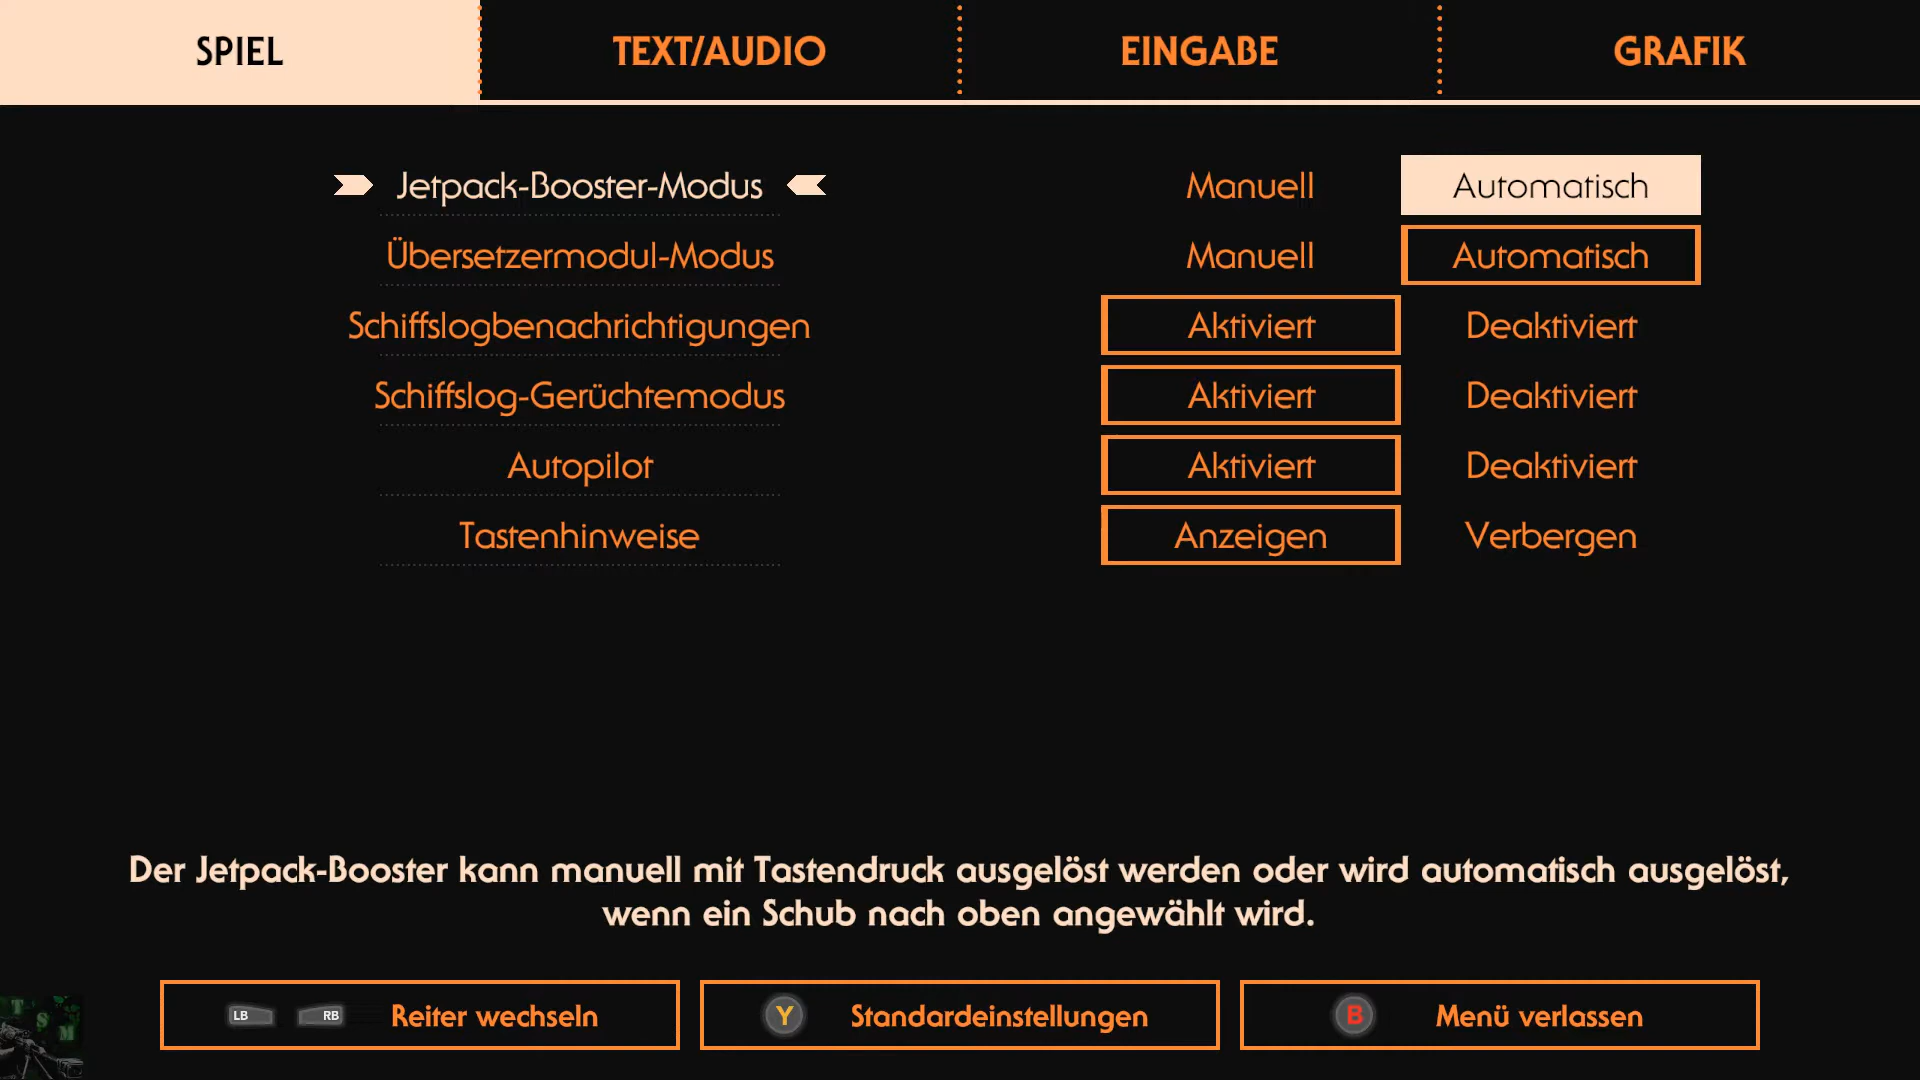 SPIEL TEXT/AUDIO EINGABE GRAFIK
Jetpack-Booster-Modus Manuell Automatisch
Übersetzermodul-Modus Manuell Automatisch
Schiffslogbenachrichtigungen Aktiviert Deaktiviert
Schiffslog-Gerüchtemodus Aktiviert Deaktiviert
Autopilot Aktiviert Deaktiviert
Tastenhinweise Anzeigen Verbergen
Der Jetpack-Booster kann manuell mit Tastendruck ausgelöst werden oder wird automatisch ausgelöst,
wenn ein Schub nach oben angewählt wird.
LB RB Reiter wechseln Y Standardeinstellungen B Menü verlassen
T S M